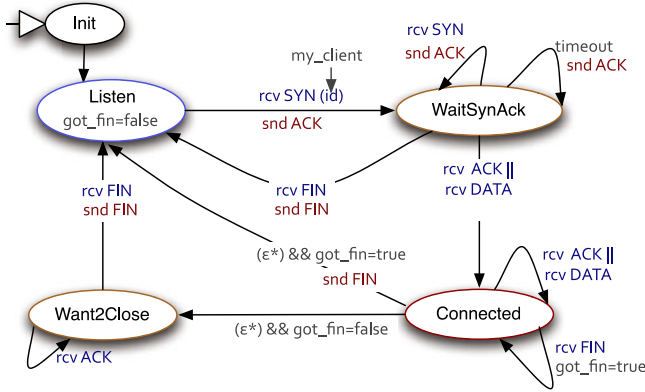 Init
my_client
rcv SYN
snd ACK
timeout
snd ACK
Listen
got_fin=false
rcv SYN (id)
snd ACK
WaitSynAck
rcv ACK ||
rcv DATA
rcv FIN
snd FIN
rcv FIN
snd FIN
(ε*) && got_fin=true
snd FIN
rcv ACK ||
rcv DATA
Want2Close
Connected
(ε*) && got_fin=false
rcv ACK
rcv FIN
got_fin=true